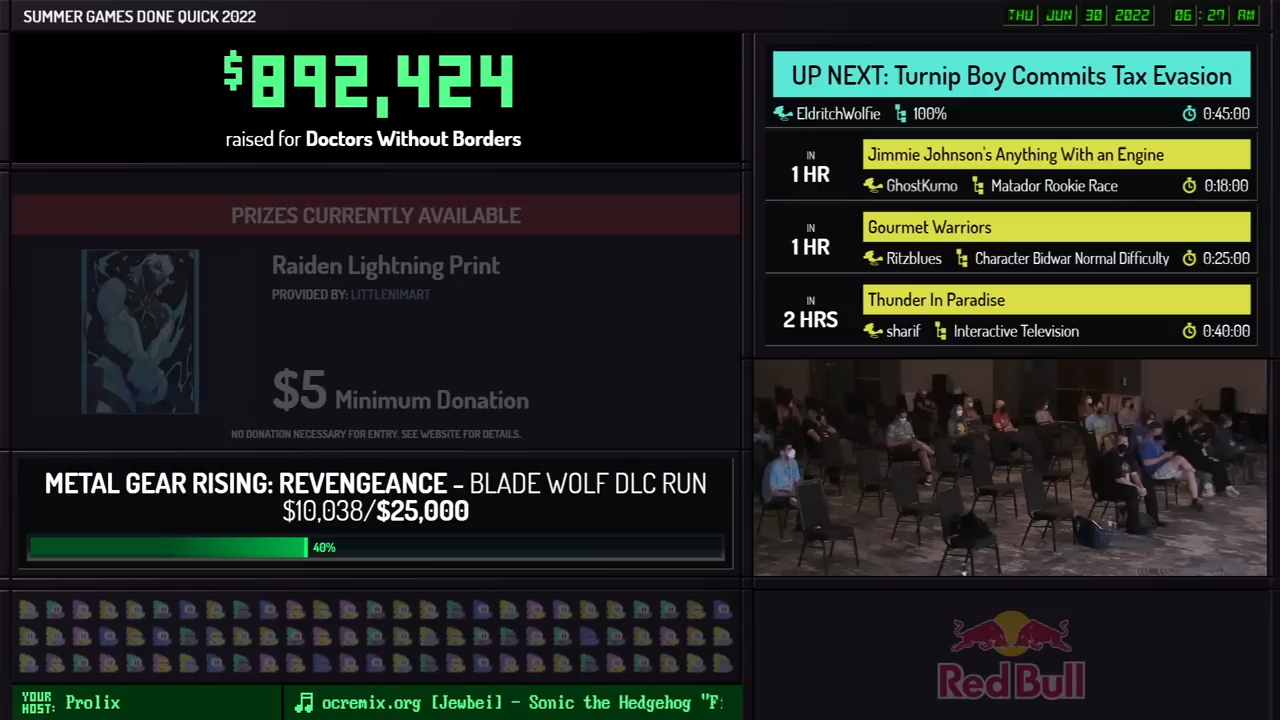 SUMMER GAMES DONE QUICK 2022
THU JUN 30 2022 06:27 AM
$892,424
raised for Doctors Without Borders
PRIZES CURRENTLY AVAILABLE
Raiden Lightning Print
PROVIDED BY: LITTLENIMART
$5 Minimum Donation
NO DONATION NECESSARY FOR ENTRY. SEE WEBSITE FOR DETAILS.
METAL GEAR RISING: REVENGEANCE - BLADE WOLF DLC RUN
$10,038/$25,000
40%
YOUR HOST: Prolix
ocremix.org [Jewbei] - Sonic the Hedgehog "F
UP NEXT: Turnip Boy Commits Tax Evasion
EldritchWolfie 100% 0:45:00
IN 1 HR
Jimmie Johnson's Anything With an Engine
GhostKumo Matador Rookie Race 0:18:00
IN 1 HR
Gourmet Warriors
Ritzblues Character Bidwar Normal Difficulty 0:25:00
IN 2 HRS
Thunder In Paradise
sharif Interactive Television 0:40:00
Red Bull